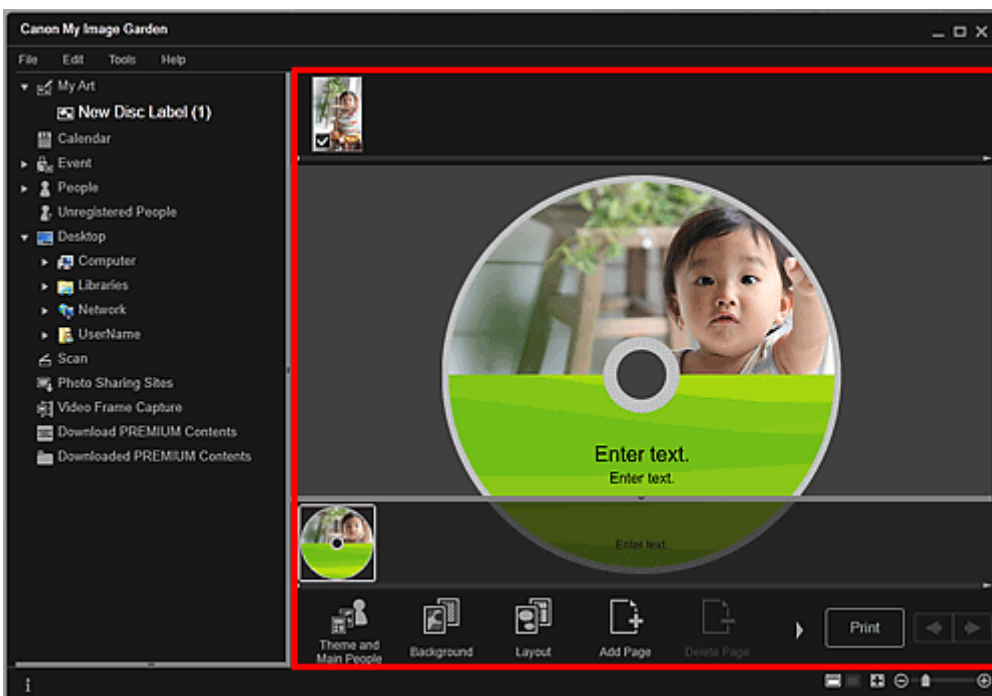 Canon My Image Garden
File Edit Tools Help
My Art
New Disc Label (1)
Calendar
Event
People
Unregistered People
Desktop
Computer
Libraries
Network
UserName
Scan
Photo Sharing Sites
Video Frame Capture
Download PREMIUM Contents
Downloaded PREMIUM Contents
Enter text.
Enter text.
Enter text.
Theme and
Main People
Background
Layout
Add Page
Delete Page
Print